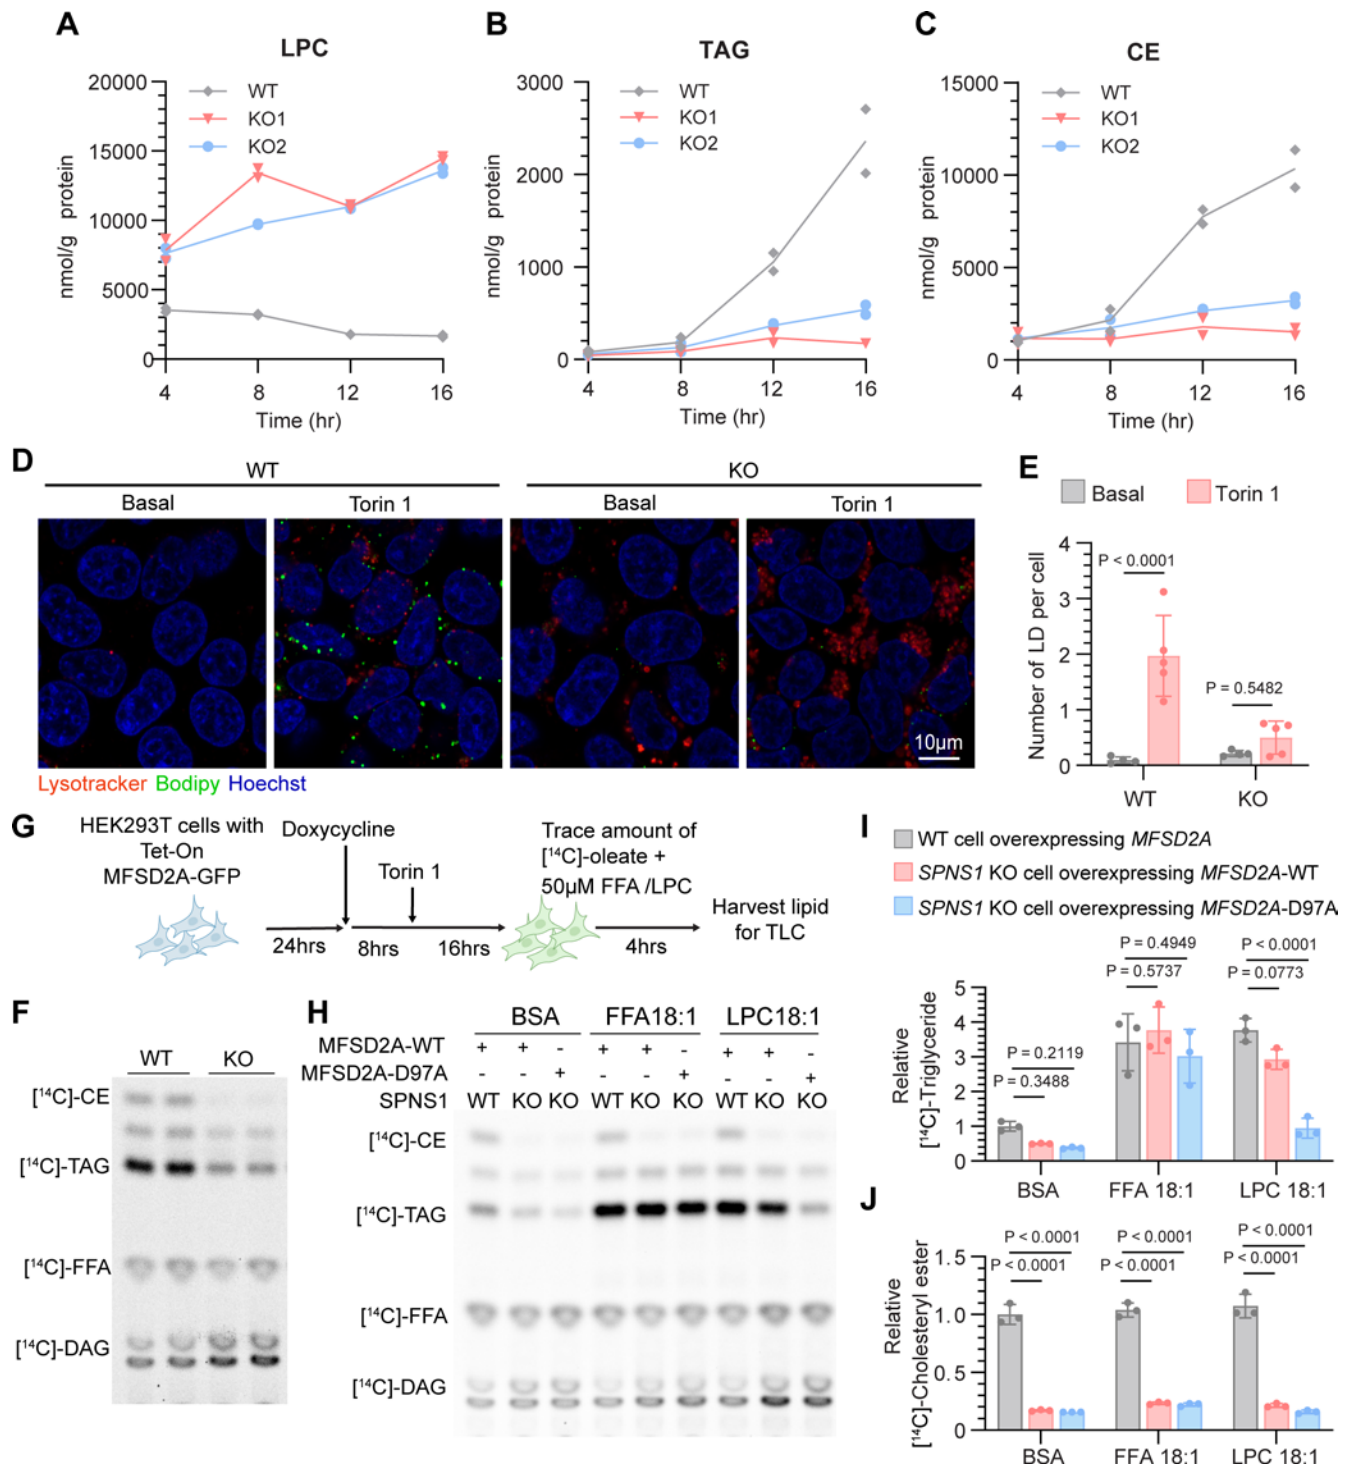 A
LPC
20000
15000
10000
5000
0
nmol/g protein
WT
KO1
KO2
4
8
12
16
Time (hr)
B
TAG
3000
2000
1000
0
nmol/g protein
WT
KO1
KO2
4
8
12
16
Time (hr)
C
CE
15000
10000
5000
0
nmol/g protein
WT
KO1
KO2
4
8
12
16
Time (hr)
D
WT
KO
Basal
Torin 1
Basal
Torin 1
10µm
Lysotracker Bodipy Hoechst
E
Basal
Torin 1
4
3
2
1
0
Number of LD per cell
P < 0.0001
P = 0.5482
WT
KO
G
HEK293T cells with
Tet-On
MFSD2A-GFP
Doxycycline
Torin 1
Trace amount of
[¹⁴C]-oleate +
50µM FFA /LPC
Harvest lipid
for TLC
24hrs
8hrs
16hrs
4hrs
F
WT
KO
[¹⁴C]-CE
[¹⁴C]-TAG
[¹⁴C]-FFA
[¹⁴C]-DAG
H
BSA
FFA18:1
LPC18:1
MFSD2A-WT + + - + + - + + -
MFSD2A-D97A - - + - - + - - +
SPNS1 WT KO KO WT KO KO WT KO KO
[¹⁴C]-CE
[¹⁴C]-TAG
[¹⁴C]-FFA
[¹⁴C]-DAG
I
WT cell overexpressing MFSD2A
SPNS1 KO cell overexpressing MFSD2A-WT
SPNS1 KO cell overexpressing MFSD2A-D97A
Relative
[¹⁴C]-Triglyceride
5
4
3
2
1
0
P = 0.2119
P = 0.3488
P = 0.4949
P = 0.5737
P < 0.0001
P = 0.0773
BSA
FFA 18:1
LPC 18:1
J
Relative
[¹⁴C]-Cholesteryl ester
1.5
1.0
0.5
0
P < 0.0001
P < 0.0001
P < 0.0001
P < 0.0001
P < 0.0001
P < 0.0001
BSA
FFA 18:1
LPC 18:1